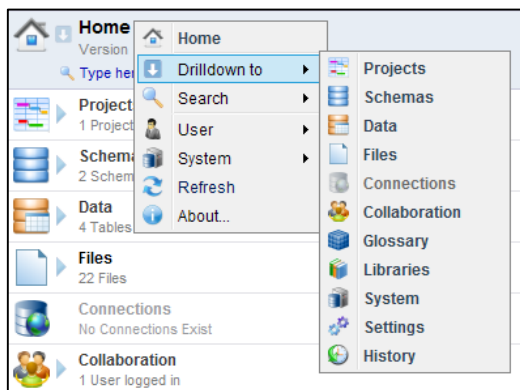 Home
Version
Type her
Projec
1 Project
Schema
2 Schem
Data
4 Tables
Files
22 Files
Connections
No Connections Exist
Collaboration
1 User logged in
Home
Drilldown to
Search
User
System
Refresh
About...
Projects
Schemas
Data
Files
Connections
Collaboration
Glossary
Libraries
System
Settings
History